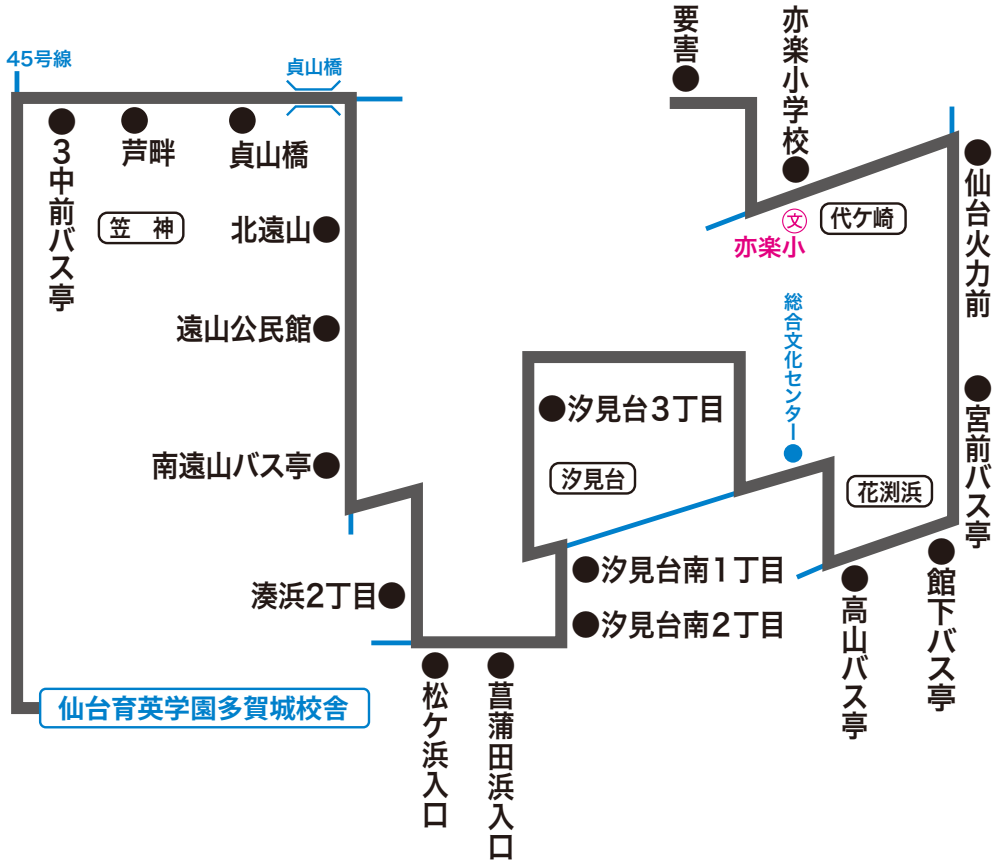 45号線
貞山橋
要害
亦楽小学校
3中前バス亭
芦畔
貞山橋
笠　神
北遠山
文
亦楽小
代ケ崎
仙台火力前
遠山公民館
総合文化センター
汐見台3丁目
宮前バス亭
南遠山バス亭
汐見台
花渕浜
湊浜2丁目
汐見台南1丁目
汐見台南2丁目
高山バス亭
館下バス亭
仙台育英学園多賀城校舎
松ケ浜入口
菖蒲田浜入口